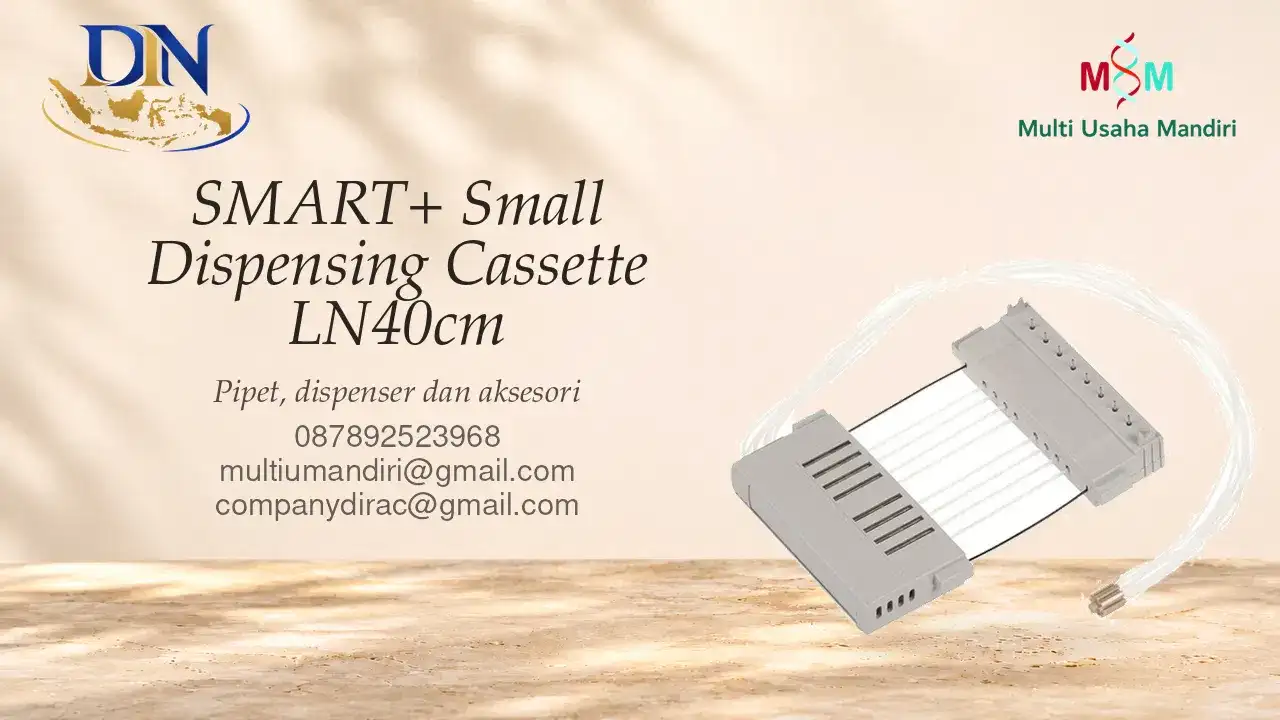 DIN
MSM
Multi Usaha Mandiri
SMART+ Small
Dispensing Cassette
LN40cm
Pipet, dispenser dan aksesori
087892523968
multiumandiri@gmail.com
companydirac@gmail.com